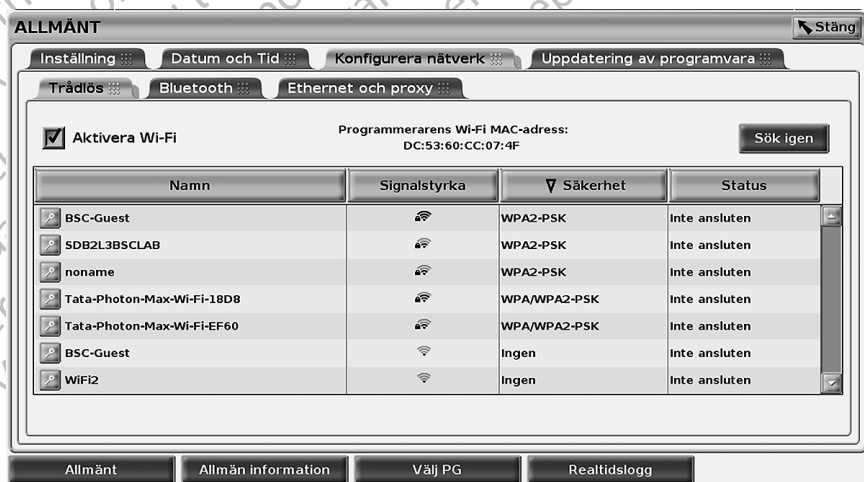 ALLMÄNT
Stäng
Inställning
Datum och Tid
Konfigurera nätverk
Uppdatering av programvara
Trådlös
Bluetooth
Ethernet och proxy
Aktivera Wi-Fi
Programmerarens Wi-Fi MAC-adress:
DC:53:60:CC:07:4F
Sök igen
Namn Signalstyrka Säkerhet Status
BSC-Guest WPA2-PSK Inte ansluten
SDB2L3BSCLAB WPA2-PSK Inte ansluten
noname WPA2-PSK Inte ansluten
Tata-Photon-Max-Wi-Fi-18D8 WPA/WPA2-PSK Inte ansluten
Tata-Photon-Max-Wi-Fi-EF60 WPA/WPA2-PSK Inte ansluten
BSC-Guest Ingen Inte ansluten
WiFi2 Ingen Inte ansluten
Allmänt
Allmän information
Välj PG
Realtidslogg